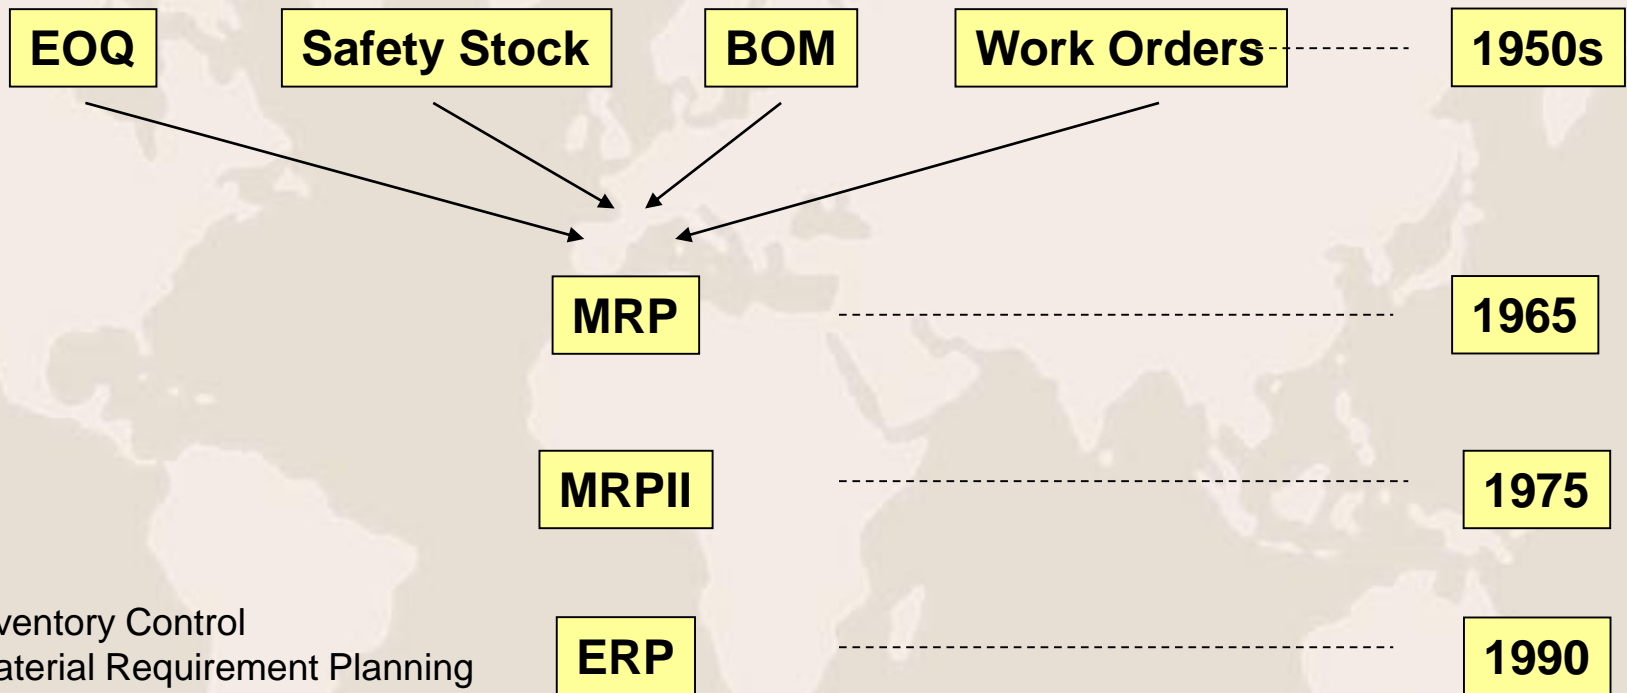 EOQ Safety Stock BOM Work Orders 1950s
MRP 1965
MRPII 1975
ventory Control
aterial Requirement Planning
ERP 1990